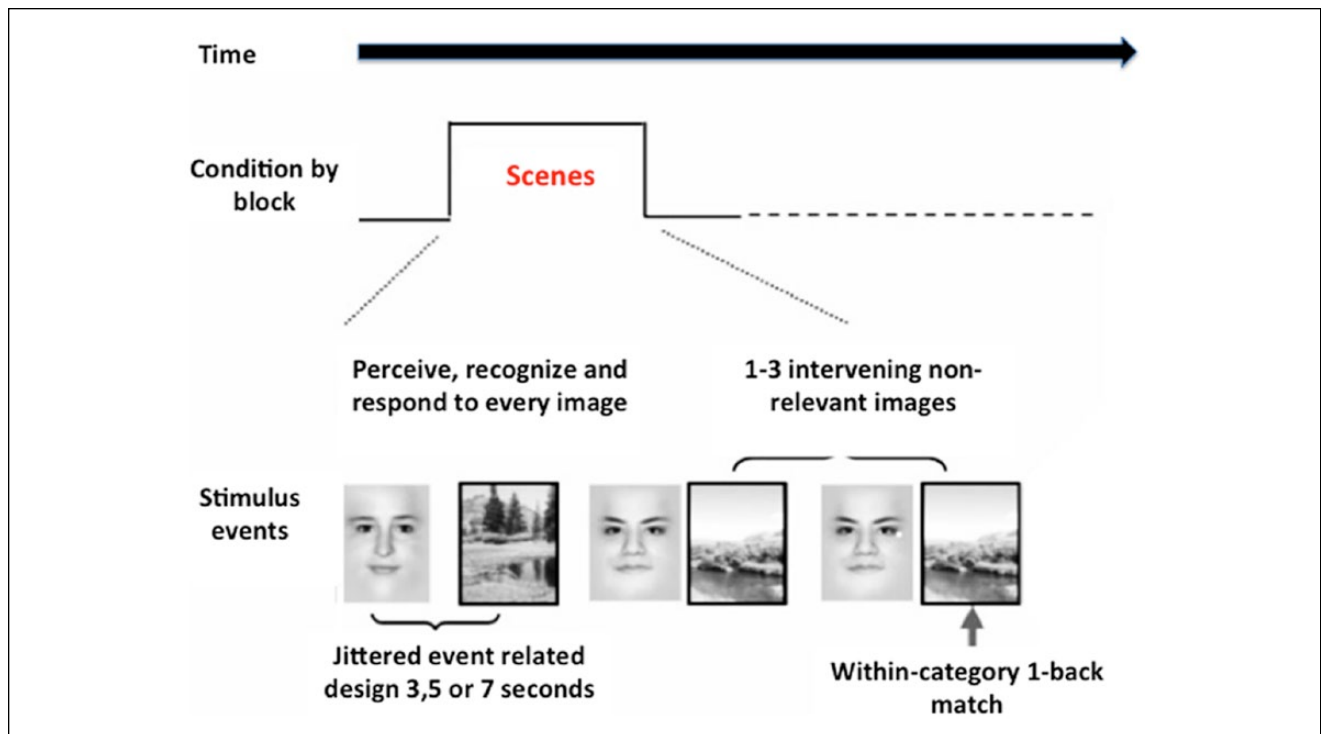 Time
Condition by
block
Scenes
Perceive, recognize and
respond to every image
1-3 intervening non-
relevant images
Stimulus
events
Jittered event related
design 3,5 or 7 seconds
Within-category 1-back
match